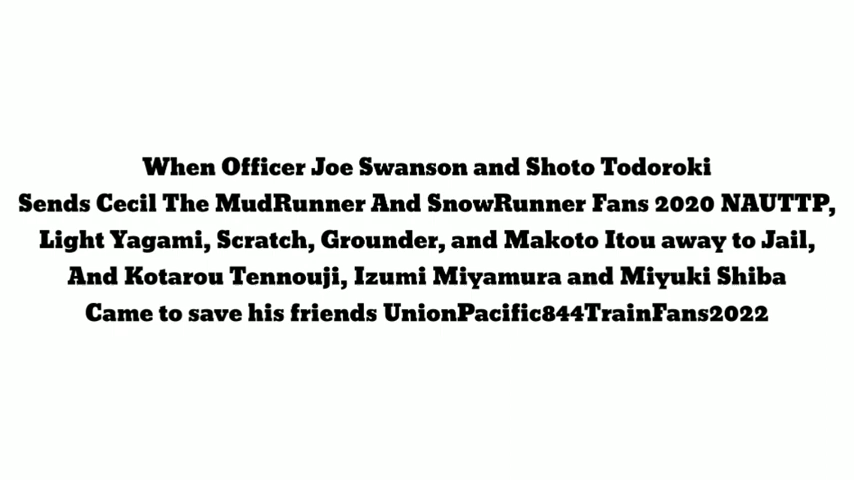 When Officer Joe Swanson and Shoto Todoroki
Sends Cecil The MudRunner And SnowRunner Fans 2020 NAUTTP,
Light Yagami, Scratch, Grounder, and Makoto Itou away to Jail,
And Kotarou Tennouji, Izumi Miyamura and Miyuki Shiba
Came to save his friends UnionPacific844TrainFans2022